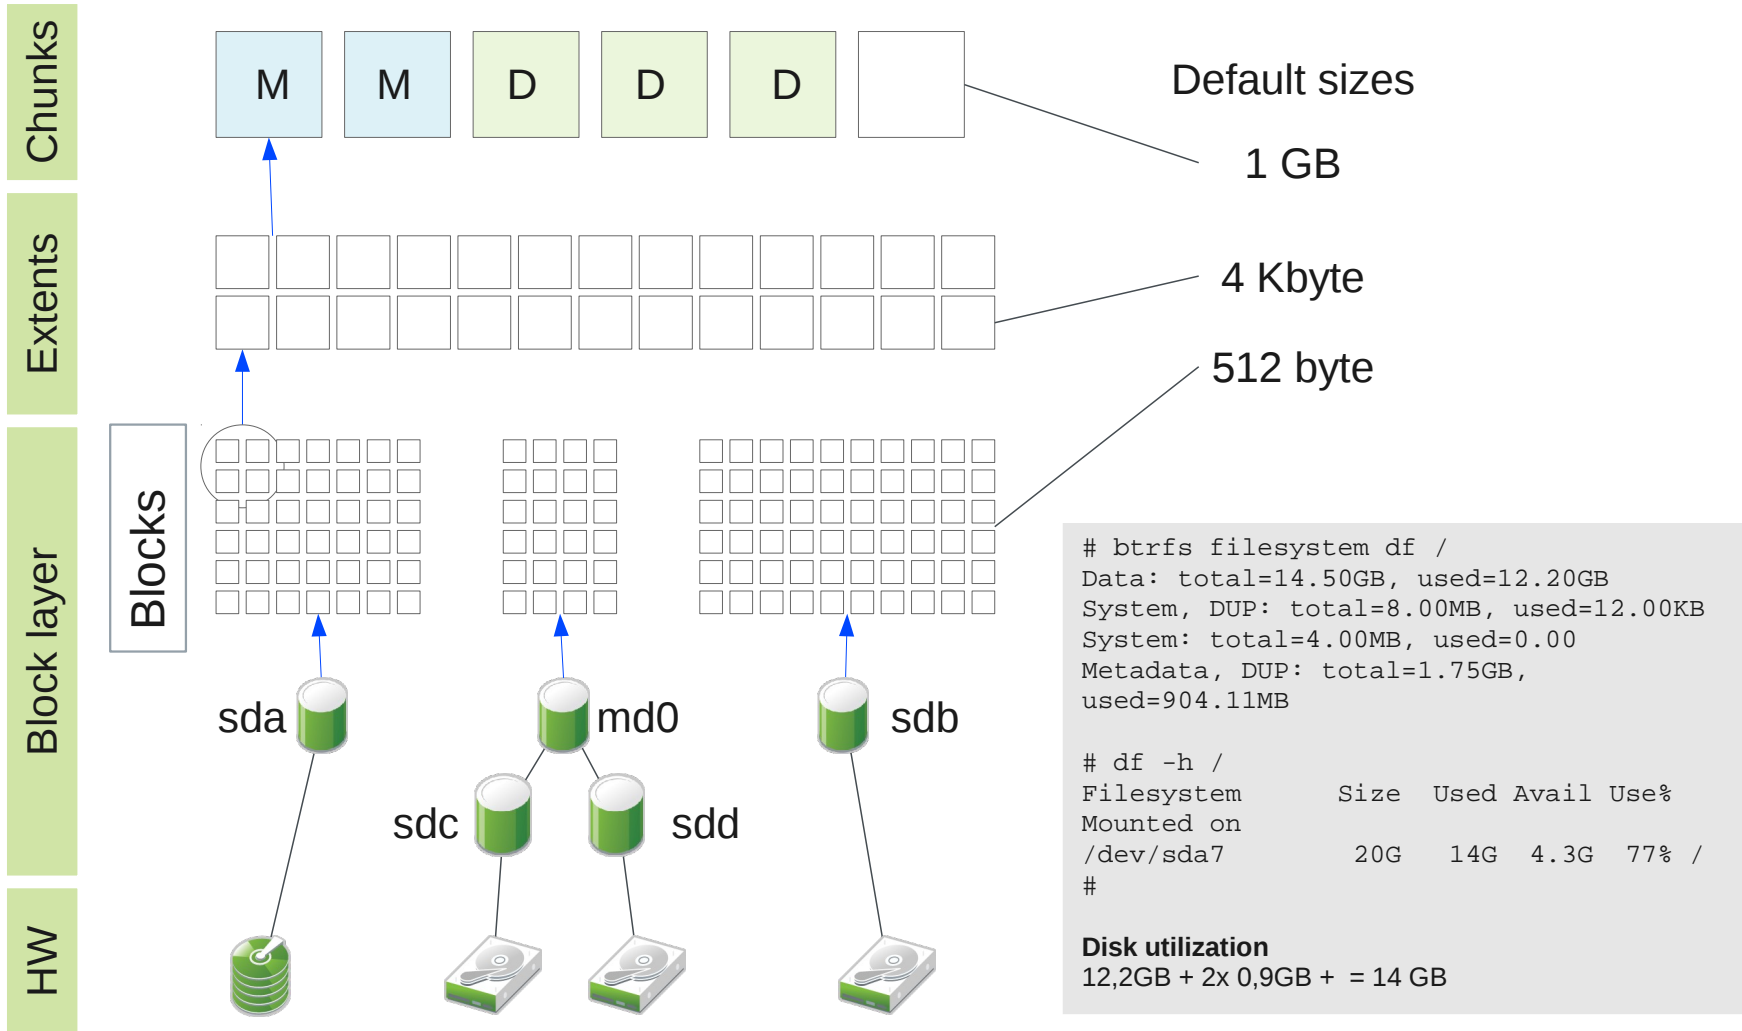 Chunks
M M D D D
Default sizes
1 GB
Extents
4 Kbyte
512 byte
Block layer
Blocks
sda
md0
sdb
sdc
sdd
HW
# btrfs filesystem df /
Data: total=14.50GB, used=12.20GB
System, DUP: total=8.00MB, used=12.00KB
System: total=4.00MB, used=0.00
Metadata, DUP: total=1.75GB,
used=904.11MB
# df -h /
Filesystem Size Used Avail Use%
Mounted on
/dev/sda7 20G 14G 4.3G 77% /
#
Disk utilization
12,2GB + 2x 0,9GB + = 14 GB